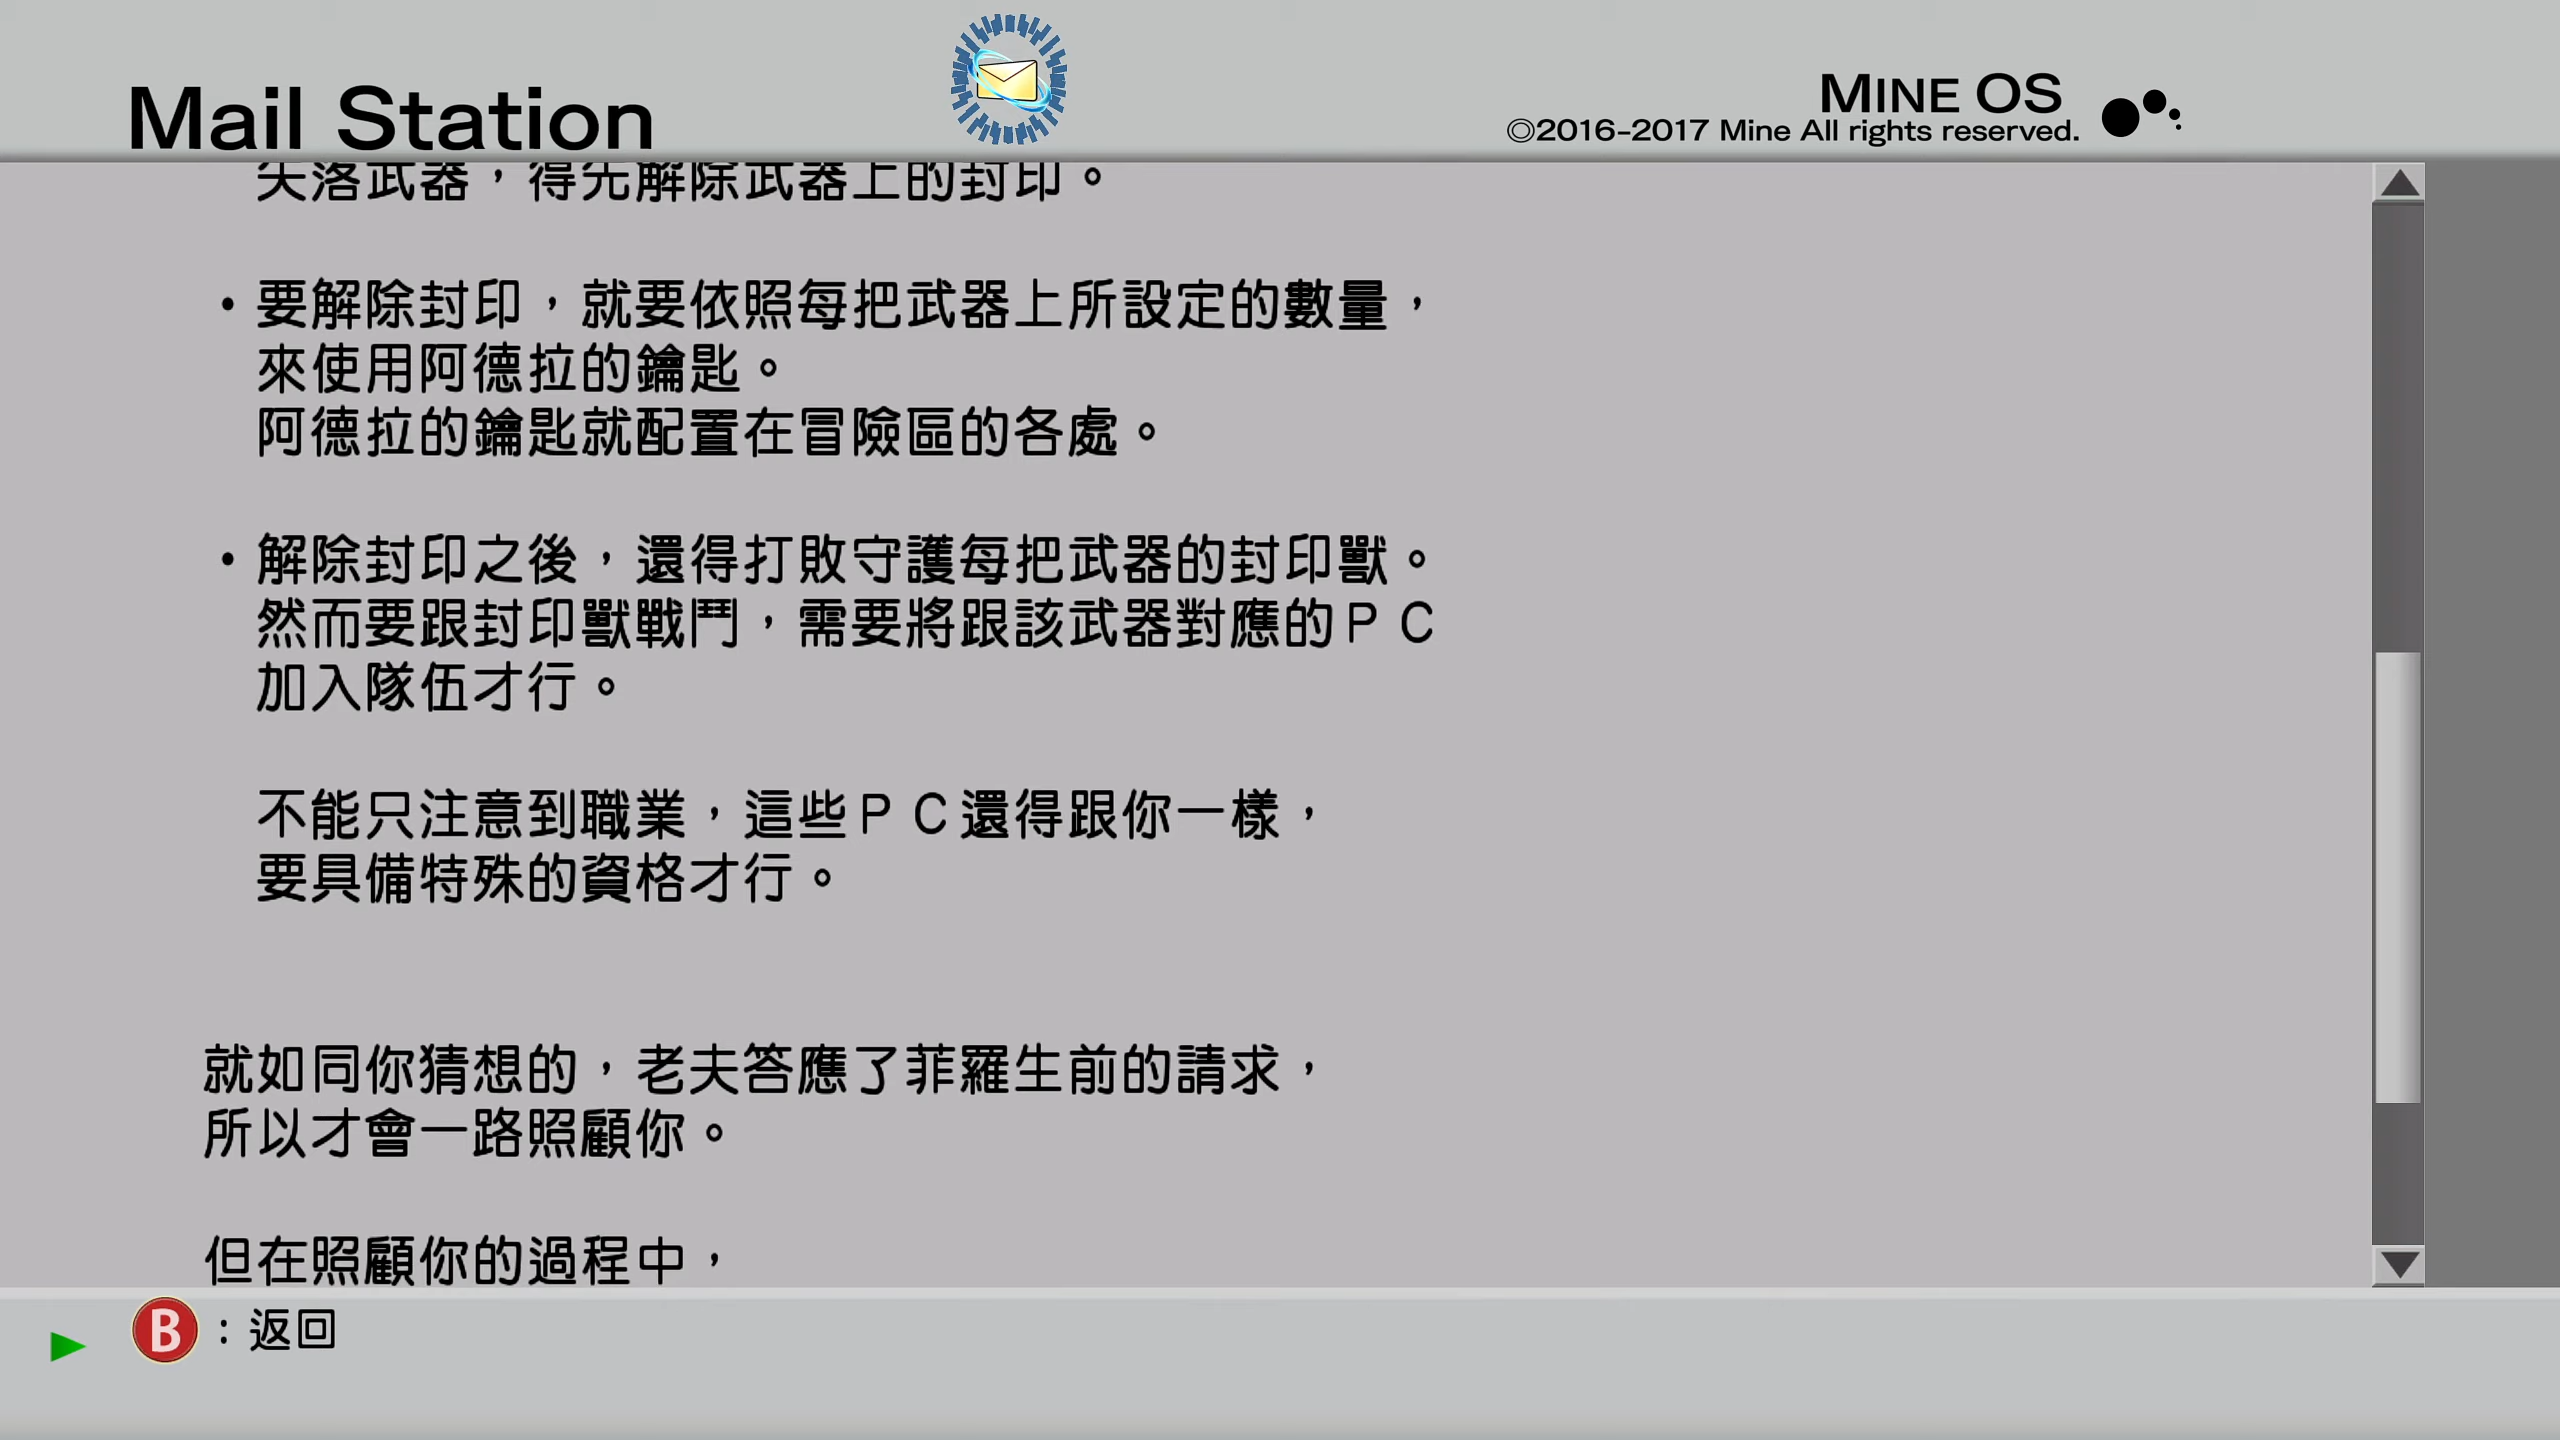 Mail Station
MINE OS
©2016-2017 Mine All rights reserved.
失落武器，得先解除武器上的封印。
・要解除封印，就要依照每把武器上所設定的數量，
來使用阿德拉的鑰匙。
阿德拉的鑰匙就配置在冒險區的各處。
・解除封印之後，還得打敗守護每把武器的封印獸。
然而要跟封印獸戰鬥，需要將跟該武器對應的ＰＣ
加入隊伍才行。
不能只注意到職業，這些ＰＣ還得跟你一樣，
要具備特殊的資格才行。
就如同你猜想的，老夫答應了菲羅生前的請求，
所以才會一路照顧你。
但在照顧你的過程中，
B：返回